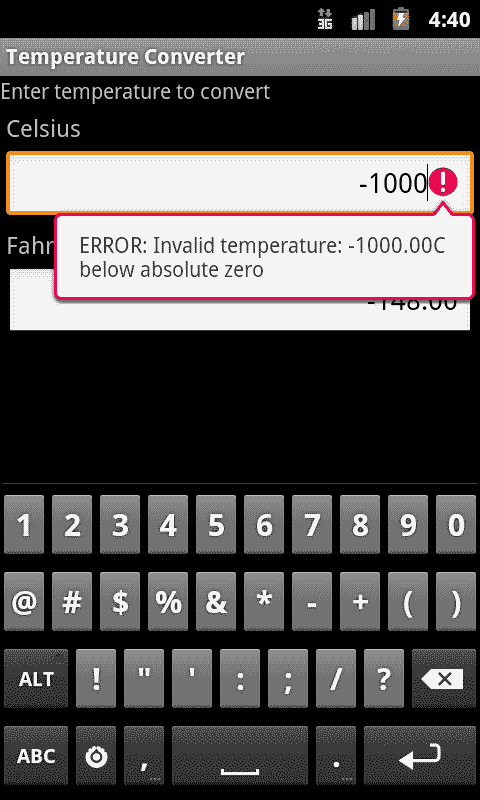 3G 4:40
Temperature Converter
Enter temperature to convert
Celsius
-1000
ERROR: Invalid temperature: -1000.00C
below absolute zero
Fahr
-148.00
1 2 3 4 5 6 7 8 9 0
@ # $ % & * - + ( )
ALT ! " ' : ; / ?
ABC , ... .